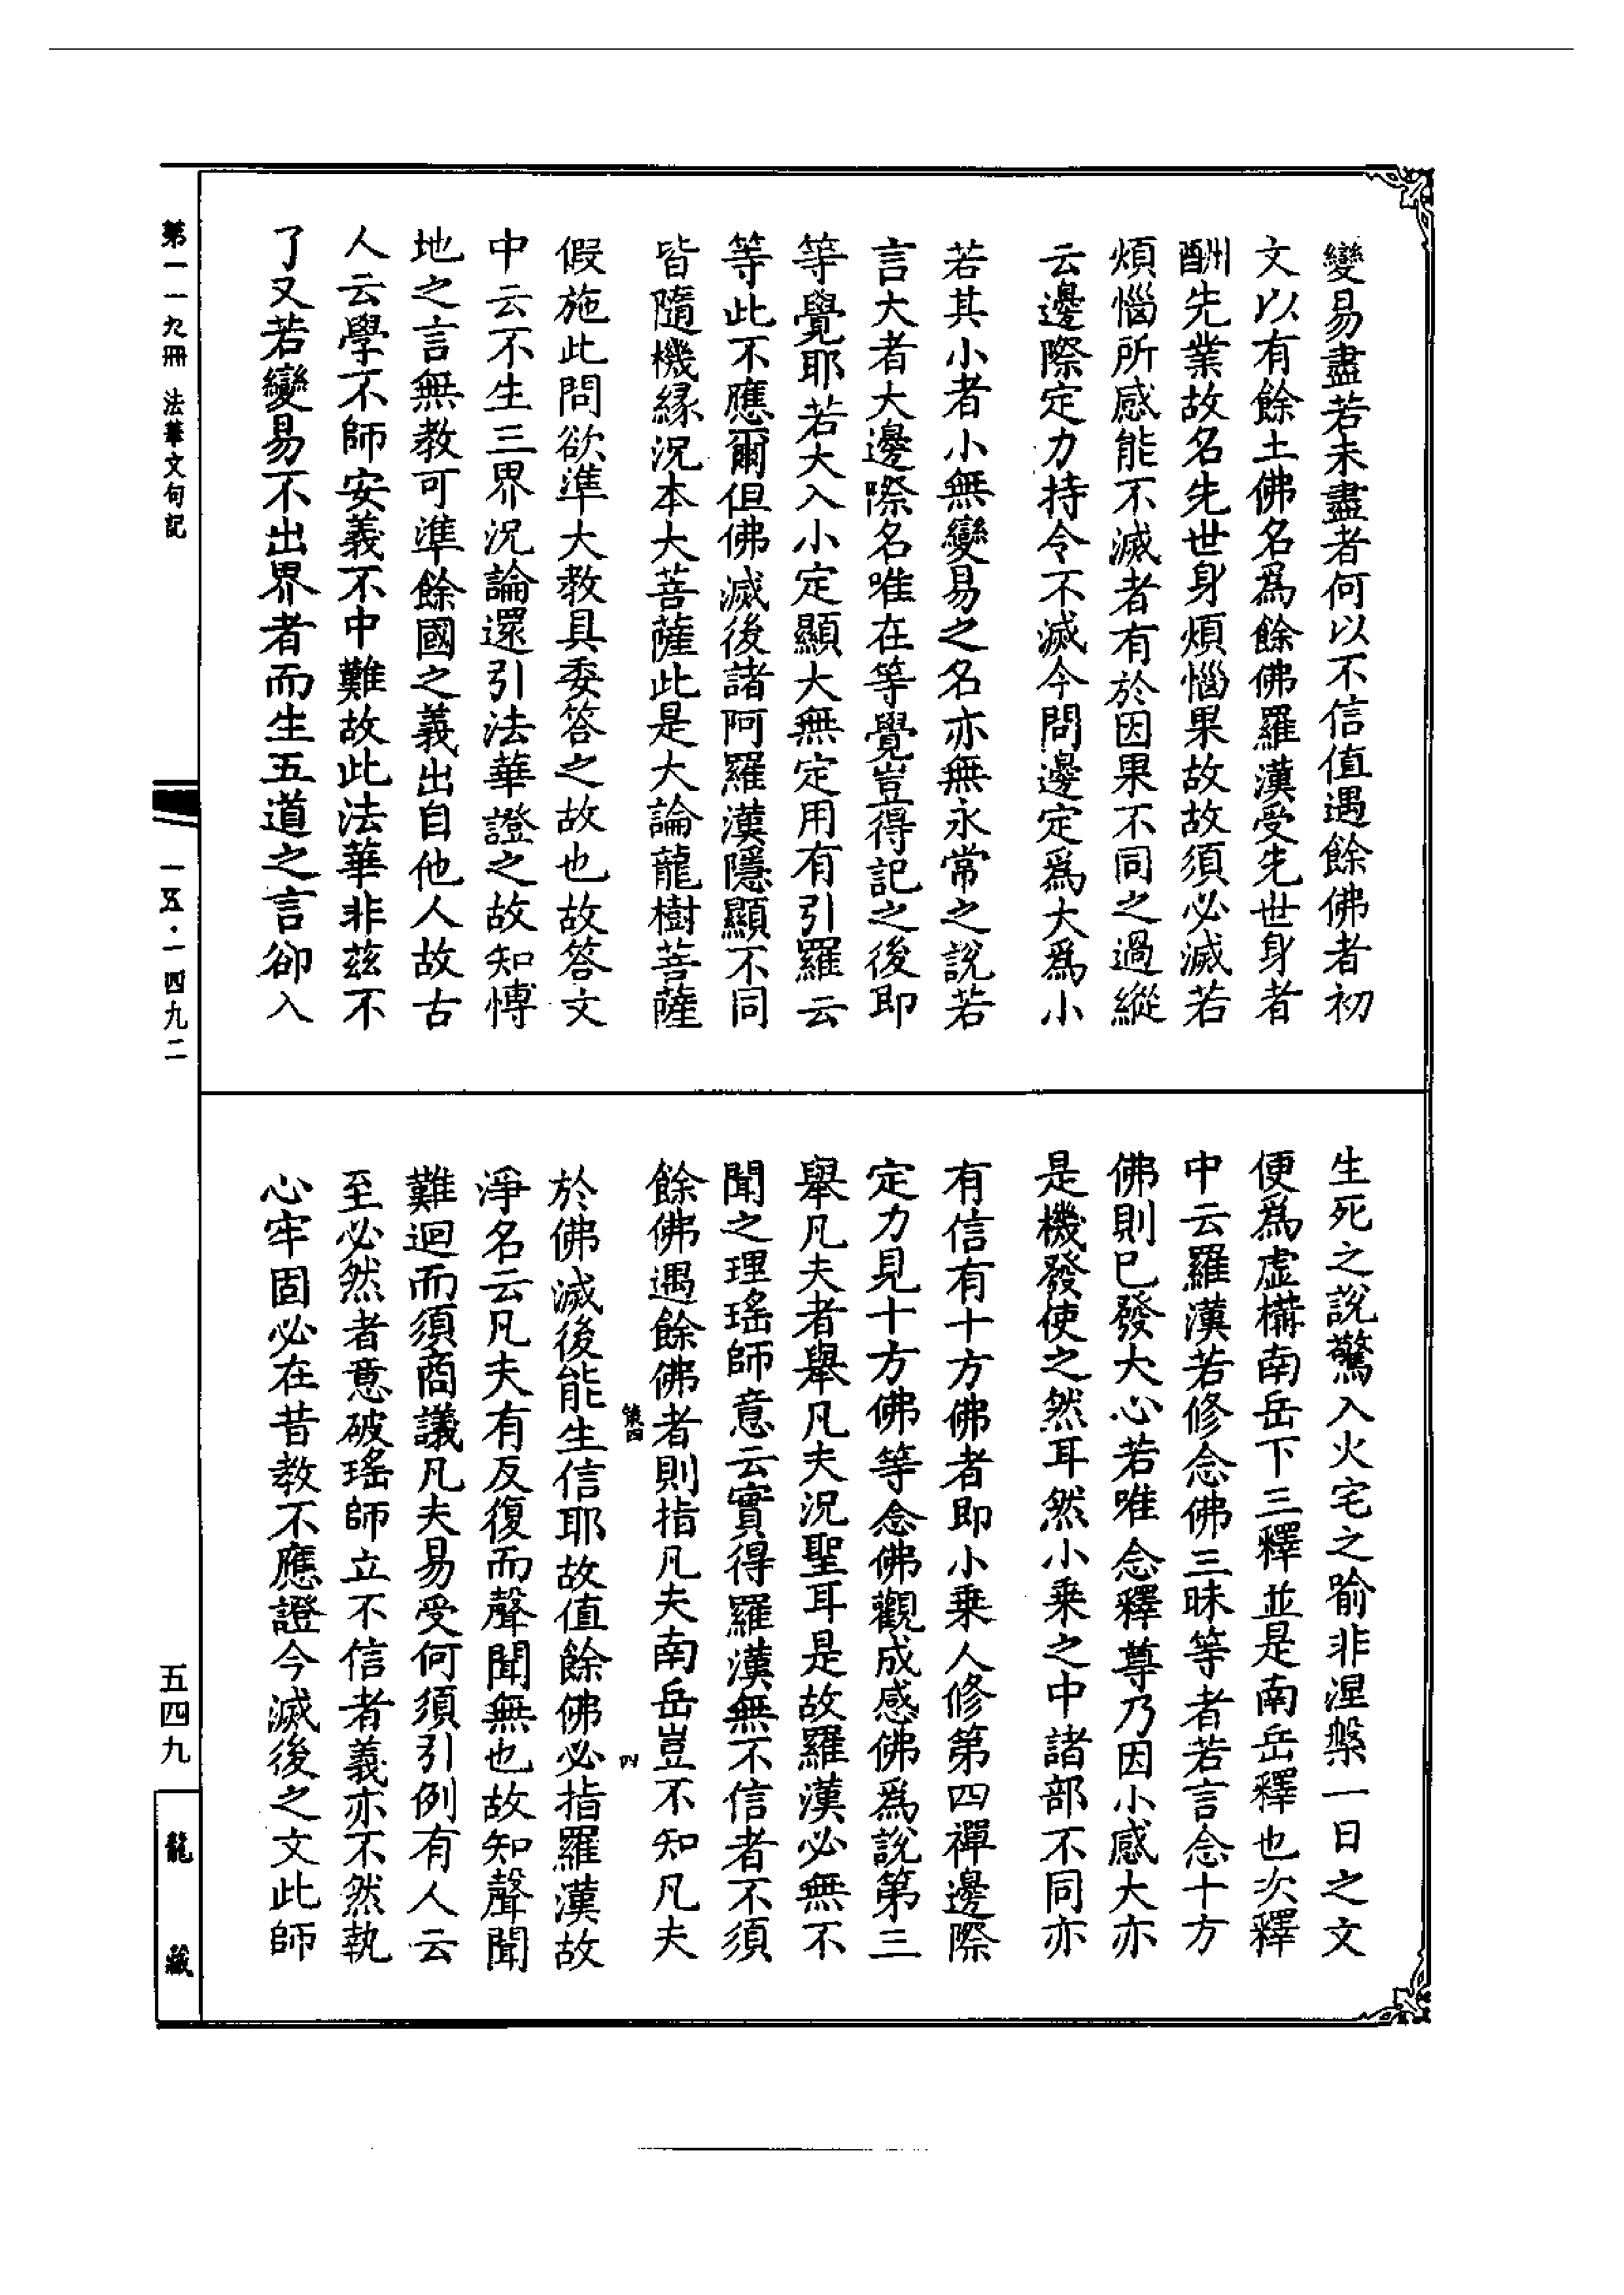 變易盡若未盡者何以不信值遇餘佛者初
文以有餘土佛名爲餘佛羅漢受先世身者
酬先業故名先世身煩惱果故故須必滅若
煩惱所感能不滅者有於因果不同之過縱
云邊際定力持令不滅今問邊定爲大爲小
若其小者小無變易之名亦無永常之說若
言大者大邊際名唯在等覺豈得記之後即
等覺耶若大入小定顯大無定用有引羅云
等此不應爾但佛滅後諸阿羅漢隱顯不同
皆隨機緣況本大菩薩此是大論龍樹菩薩
假施此問欲準大教具委答之故也故答文
中云不生三界況論還引法華證之故知愽
地之言無教可準餘國之義出自他人故古
人云學不師安義不中難故此法華非兹不
了又若變易不出界者而生五道之言卻入
生死之說驚入火宅之喻非涅槃一日之文
便爲虛構南岳下三釋並是南岳釋也次釋
中云羅漢若修念佛三昧等者若言念十方
佛則已發大心若唯念釋尊乃因小感大亦
是機發使之然耳然小乘之中諸部不同亦
有信有十方佛者即小乘人修第四禪邊際
定力見十方佛等念佛觀成感佛爲說第三
舉凡夫者舉凡夫況聖耳是故羅漢必無不
聞之理瑤師意云實得羅漢無不信者不須
餘佛遇餘佛者則指凡夫南岳豈不知凡夫
策四
四
於佛滅後能生信耶故值餘佛必指羅漢故
淨名云凡夫有反復而聲聞無也故知聲聞
難迴而須商議凡夫易受何須引例有人云
至必然者意破瑤師立不信者義亦不然執
心牢固必在昔教不應證今滅後之文此師
第一一九冊 法華文句記
一五·一四九二
五四九
龍藏